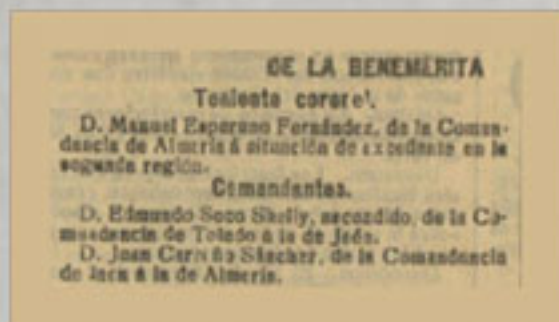 DE LA BENEMÉRITA
Teniente coronel.
D. Manuel Esparano Fernández, de la Coman-
dancia de Almería á situación de excedente en la
segunda región.
Comandantes.
D. Edmundo Seco Shelly, ascendido, de la Co-
mandancia de Toledo á la de Jaén.
D. Juan Sánchez, de la Comandancia
de Jaén á la de Almería.